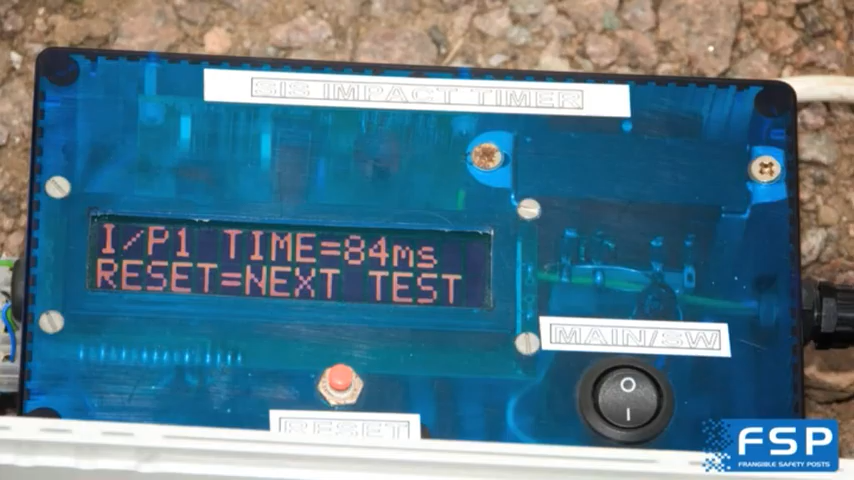 SIS IMPACT TIMER
I/P1 TIME=84ms
RESET=NEXT TEST
MAIN/SW
O
I
RESET
FSP
FRANGIBLE SAFETY POSTS